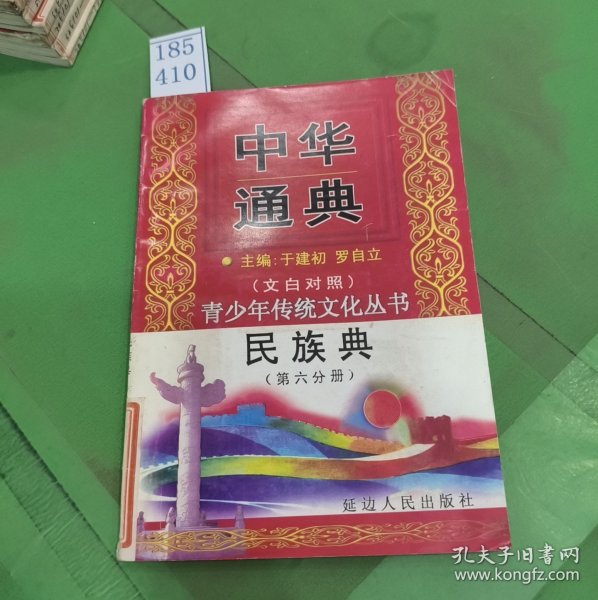 185
410
中华
通典
主编:于建初 罗自立
(文白对照)
青少年传统文化丛书
民族典
(第六分册)
延边人民出版社
孔夫子旧书网
www.kongfz.com